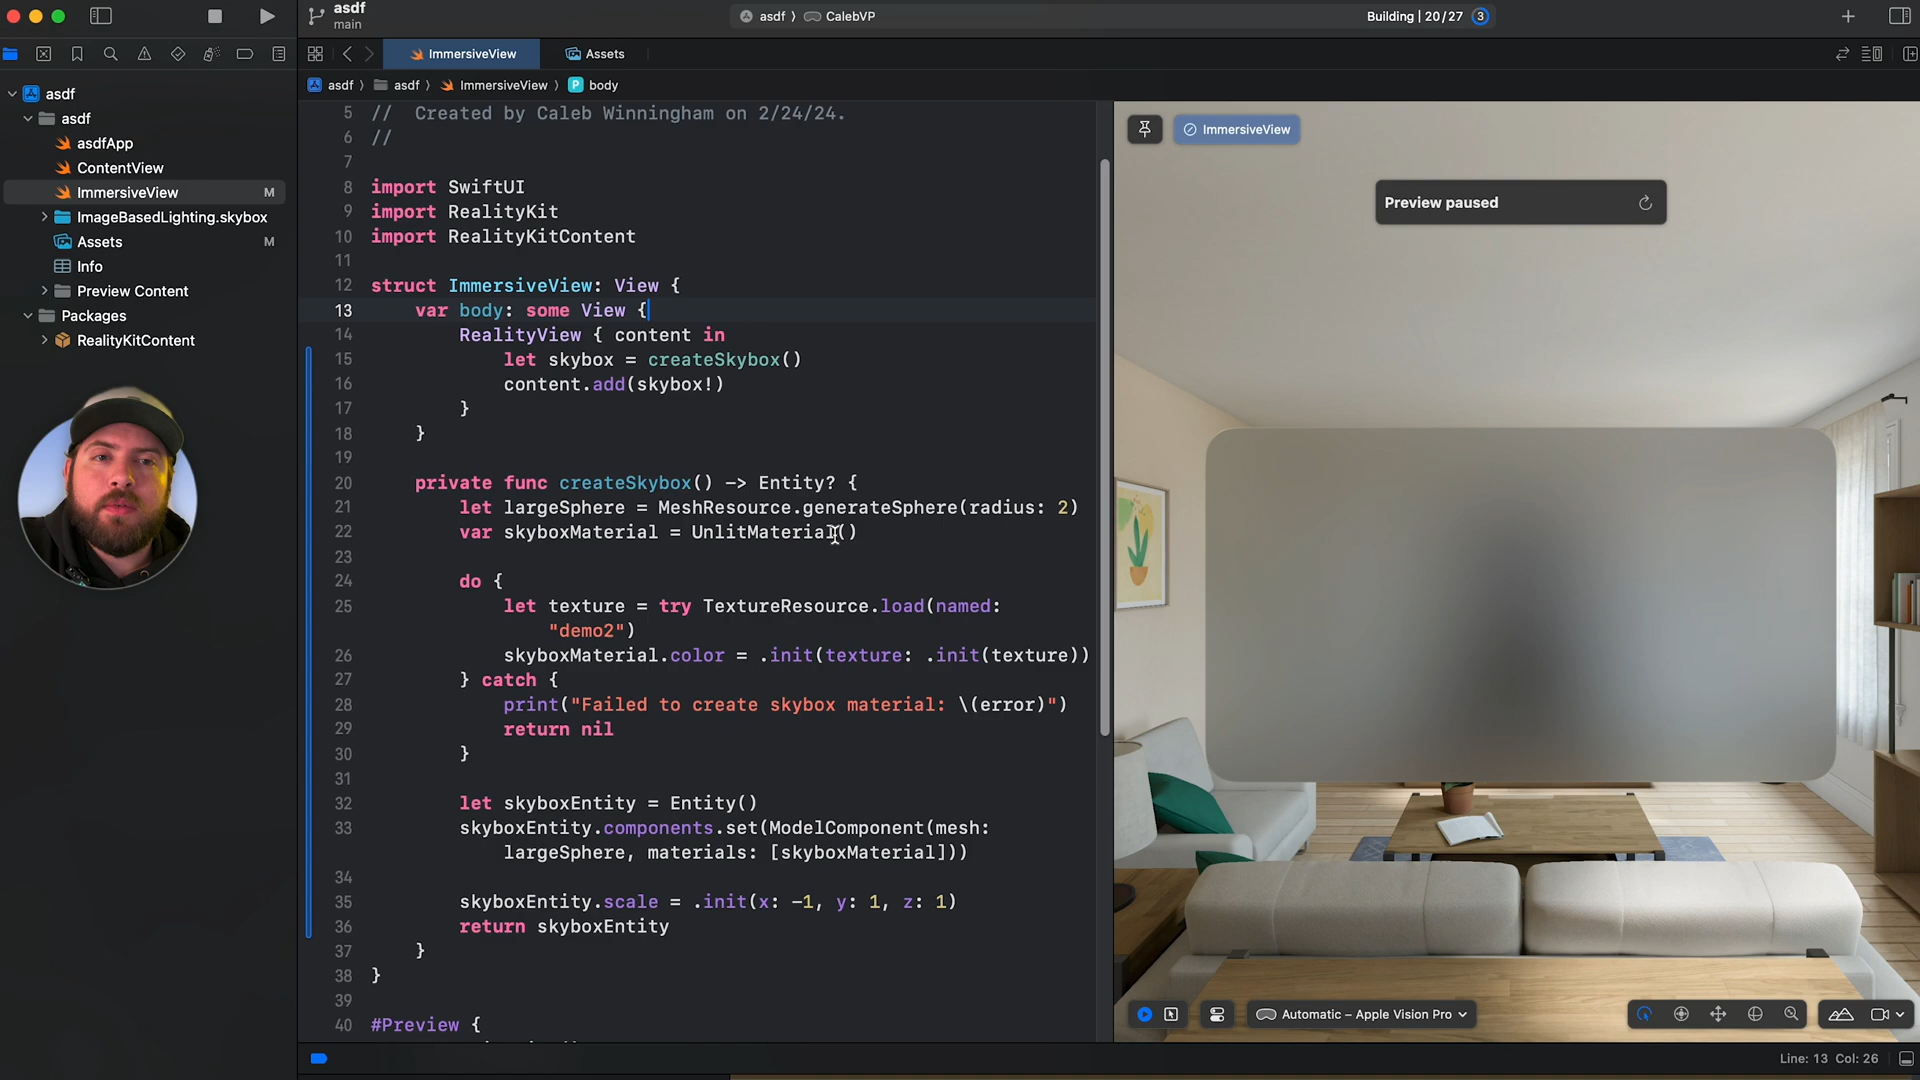 asdf
main
asdf 〉 CalebVP
Building | 20/27
3
ImmersiveView
Assets
asdf 〉 asdf 〉 ImmersiveView 〉 P body
asdf
asdf
asdfApp
ContentView
ImmersiveView M
ImageBasedLighting.skybox
Assets M
Info
Preview Content
Packages
RealityKitContent
5 //  Created by Caleb Winningham on 2/24/24.
6 //
7
8 import SwiftUI
9 import RealityKit
10 import RealityKitContent
11
12 struct ImmersiveView: View {
13     var body: some View {
14         RealityView { content in
15             let skybox = createSkybox()
16             content.add(skybox!)
17         }
18     }
19
20     private func createSkybox() -> Entity? {
21         let largeSphere = MeshResource.generateSphere(radius: 2)
22         var skyboxMaterial = UnlitMaterial()
23
24         do {
25             let texture = try TextureResource.load(named:
"demo2")
26             skyboxMaterial.color = .init(texture: .init(texture))
27         } catch {
28             print("Failed to create skybox material: \(error)")
29             return nil
30         }
31
32         let skyboxEntity = Entity()
33         skyboxEntity.components.set(ModelComponent(mesh:
largeSphere, materials: [skyboxMaterial]))
34
35         skyboxEntity.scale = .init(x: -1, y: 1, z: 1)
36         return skyboxEntity
37     }
38 }
39
40 #Preview {
ImmersiveView
Preview paused
Automatic – Apple Vision Pro
Line: 13 Col: 26